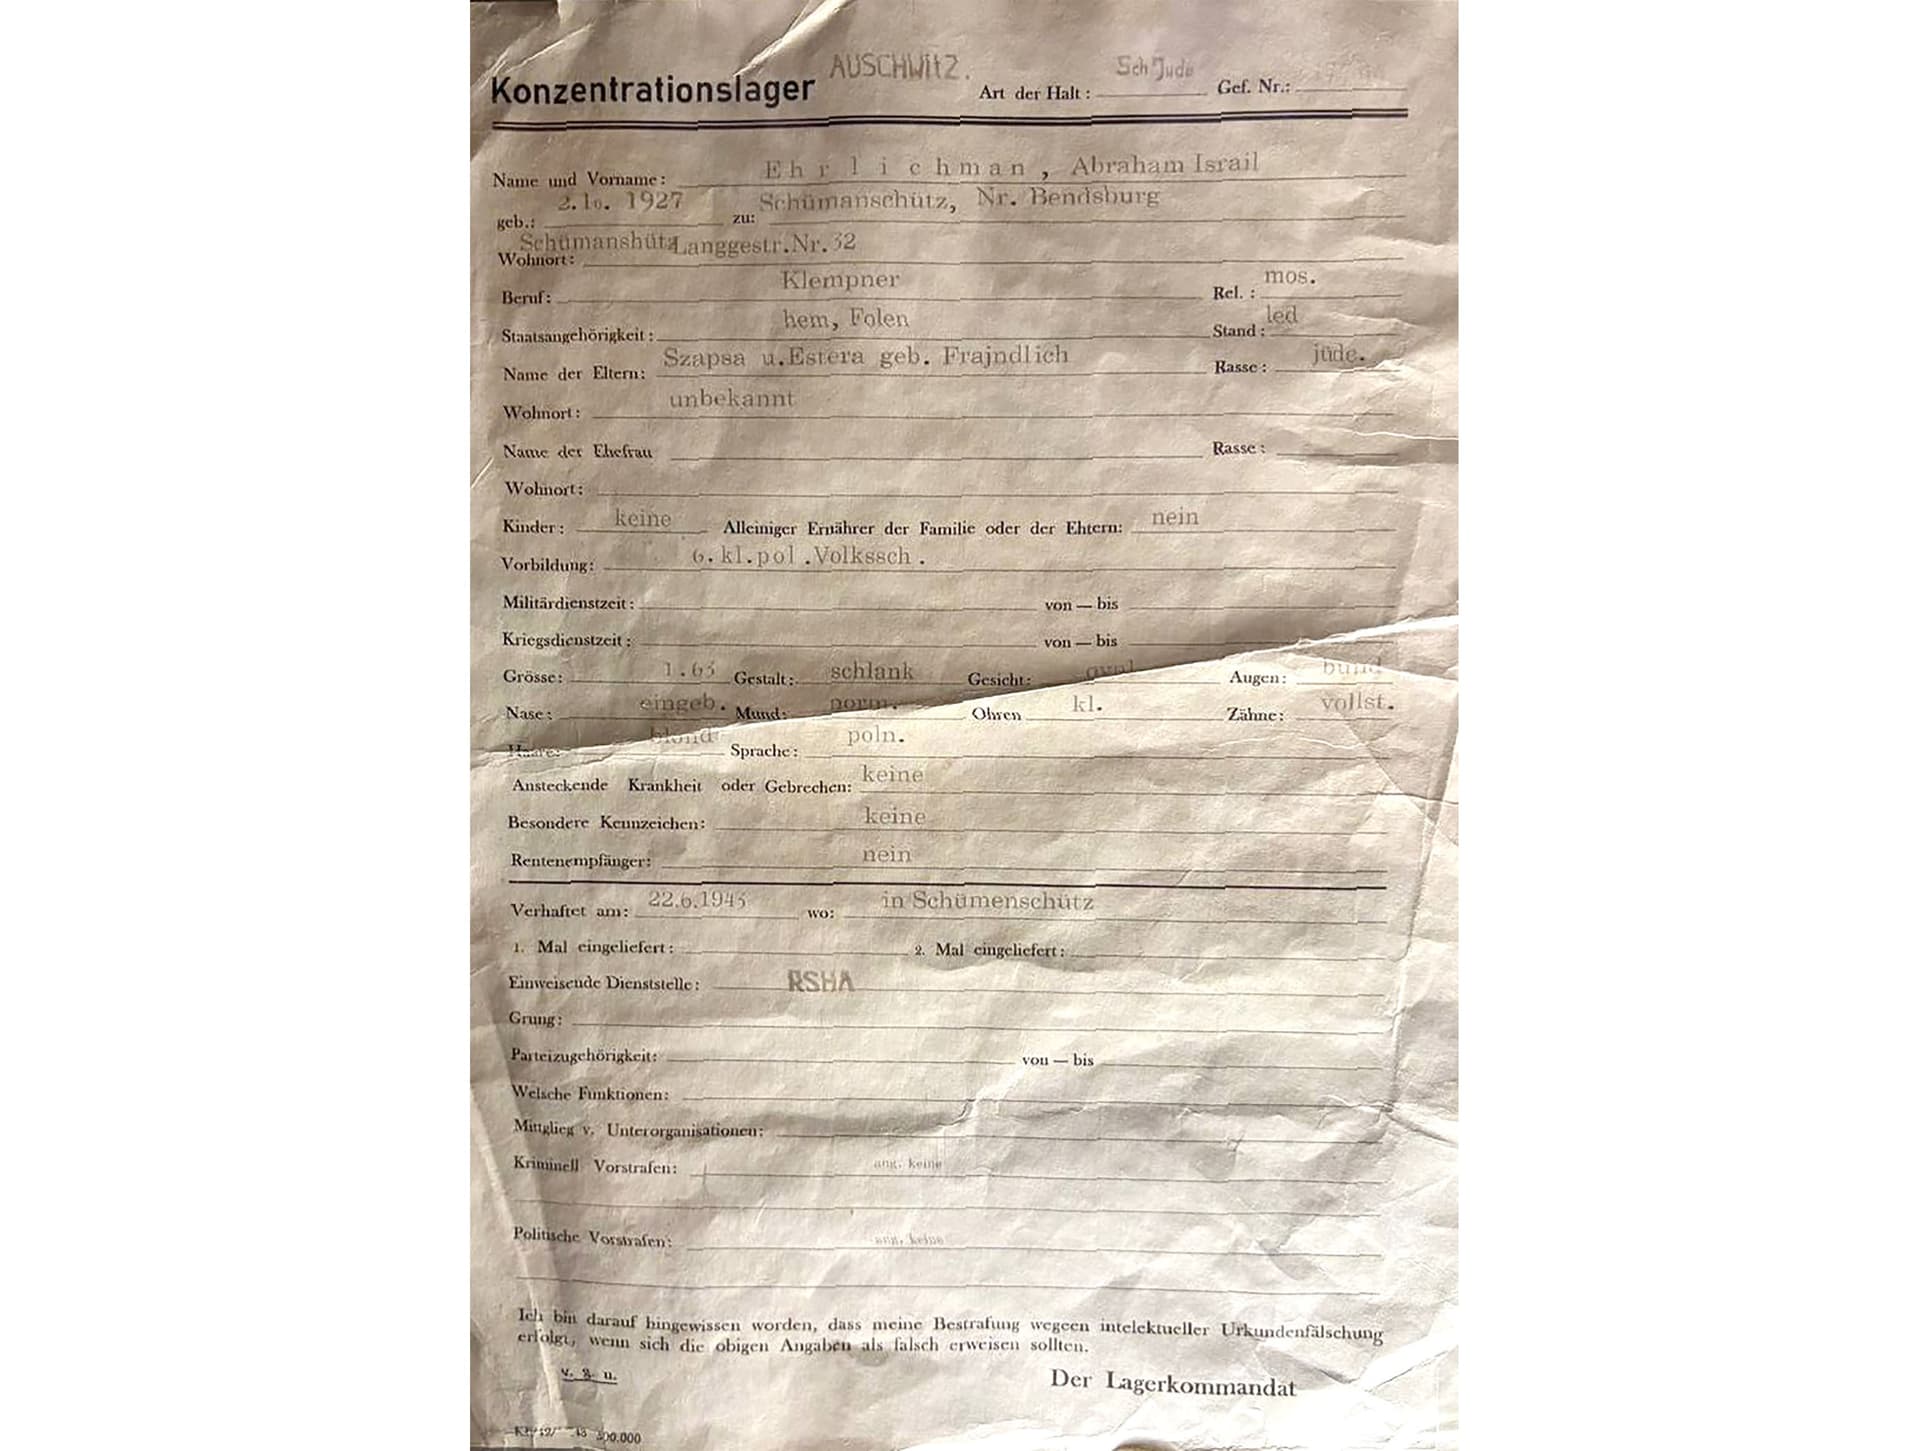 Konzentrationslager AUSCHWITZ. Art der Halt: Sch Jude Gef. Nr.:
Name und Vorname: Ehrlichman, Abraham Israil
geb.: 2.10. 1927 zu: Schümanschütz, Nr. Bendsburg
Wohnort: Schümanshütz Langgestr.Nr.32
Beruf: Klempner Rel. : mos.
Staatsangehörigkeit: hem, Folen Stand: led
Name der Eltern: Szapsa u.Estera geb. Frajndlich Rasse: jüde.
Wohnort: unbekannt
Name der Ehefrau Rasse:
Wohnort:
Kinder: keine Alleiniger Ernährer der Familie oder der Ehtern: nein
Vorbildung: 6.kl.pol.Volkssch.
Militärdienstzeit: von — bis
Kriegsdienstzeit: von — bis
Grösse: 1.63 Gestalt: schlank Gesicht: oval Augen:
Nase: eingeb. Mund: norm. Ohren kl. Zähne: vollst.
Haare: blond Sprache: poln.
Ansteckende Krankheit oder Gebrechen: keine
Besondere Kennzeichen: keine
Rentenempfänger: nein
Verhaftet am: 22.6.1943 wo: in Schümenschütz
1. Mal eingeliefert: 2. Mal eingeliefert:
Einweisende Dienststelle: RSHA
Grung:
Parteizugehörigkeit: von — bis
Welsche Funktionen:
Mittglieg v. Unterorganisationen:
Kriminell Vorstrafen: ang. keine
Politische Vorstrafen: ang. keine
Ich bin darauf hingewissen worden, dass meine Bestrafung wegeen intelektueller Urkundenfälschung
erfolgt, wenn sich die obigen Angaben als falsch erweisen sollten.
v. g. u. Der Lagerkommandat
500.000